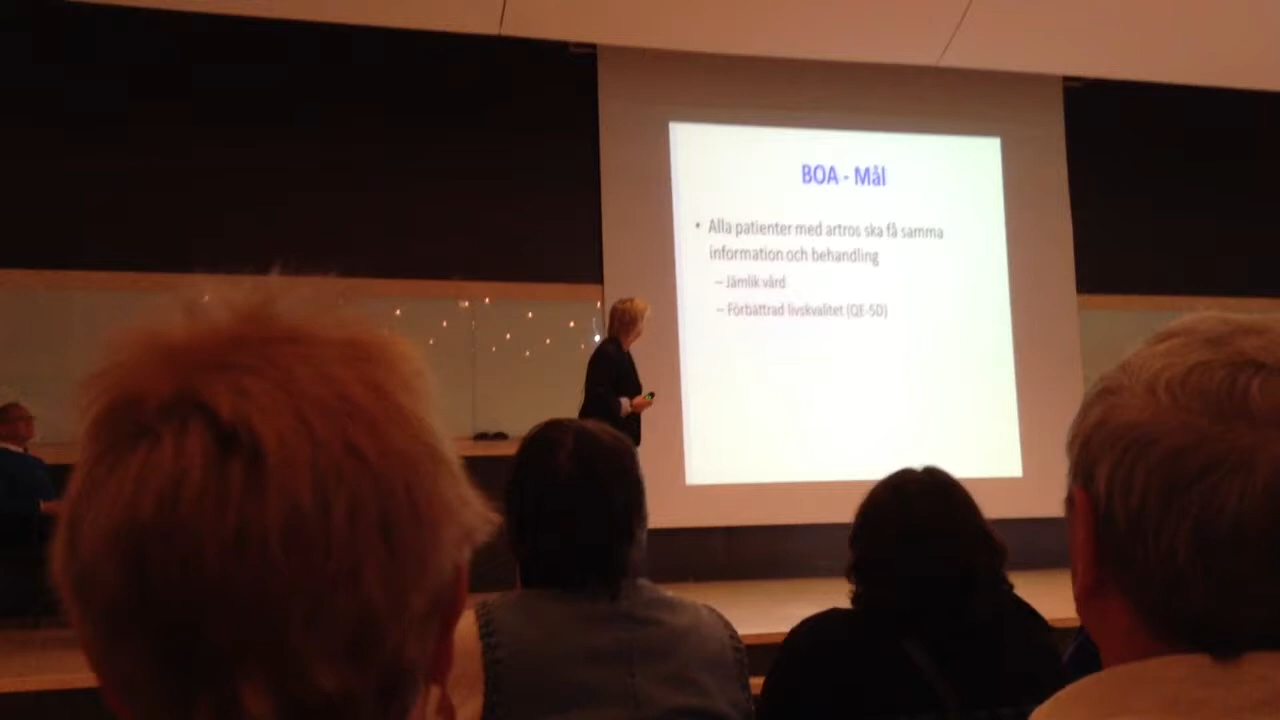 BOA - Mål
• Alla patienter med artros ska få samma
information och behandling
– Jämlik vård
– Förbättrad livskvalitet (QE-5D)